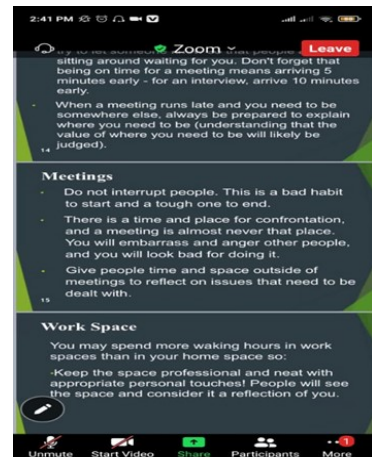 2:41 PM
Zoom
Leave
sitting around waiting for you. Don't forget that
being on time for a meeting means arriving 5
minutes early - for an interview, arrive 10 minutes
early.
When a meeting runs late and you need to be
somewhere else, always be prepared to explain
where you need to be (understanding that the
value of where you need to be will likely be
judged).
14
Meetings
Do not interrupt people. This is a bad habit
to start and a tough one to end.
There is a time and place for confrontation,
and a meeting is almost never that place.
You will embarrass and anger other people,
and you will look bad for doing it.
Give people time and space outside of
meetings to reflect on issues that need to be
dealt with.
15
Work Space
You may spend more waking hours in work
spaces than in your home space so:
-Keep the space professional and neat with
appropriate personal touches! People will see
the space and consider it a reflection of you.
Unmute Start Video Share Participants More
1